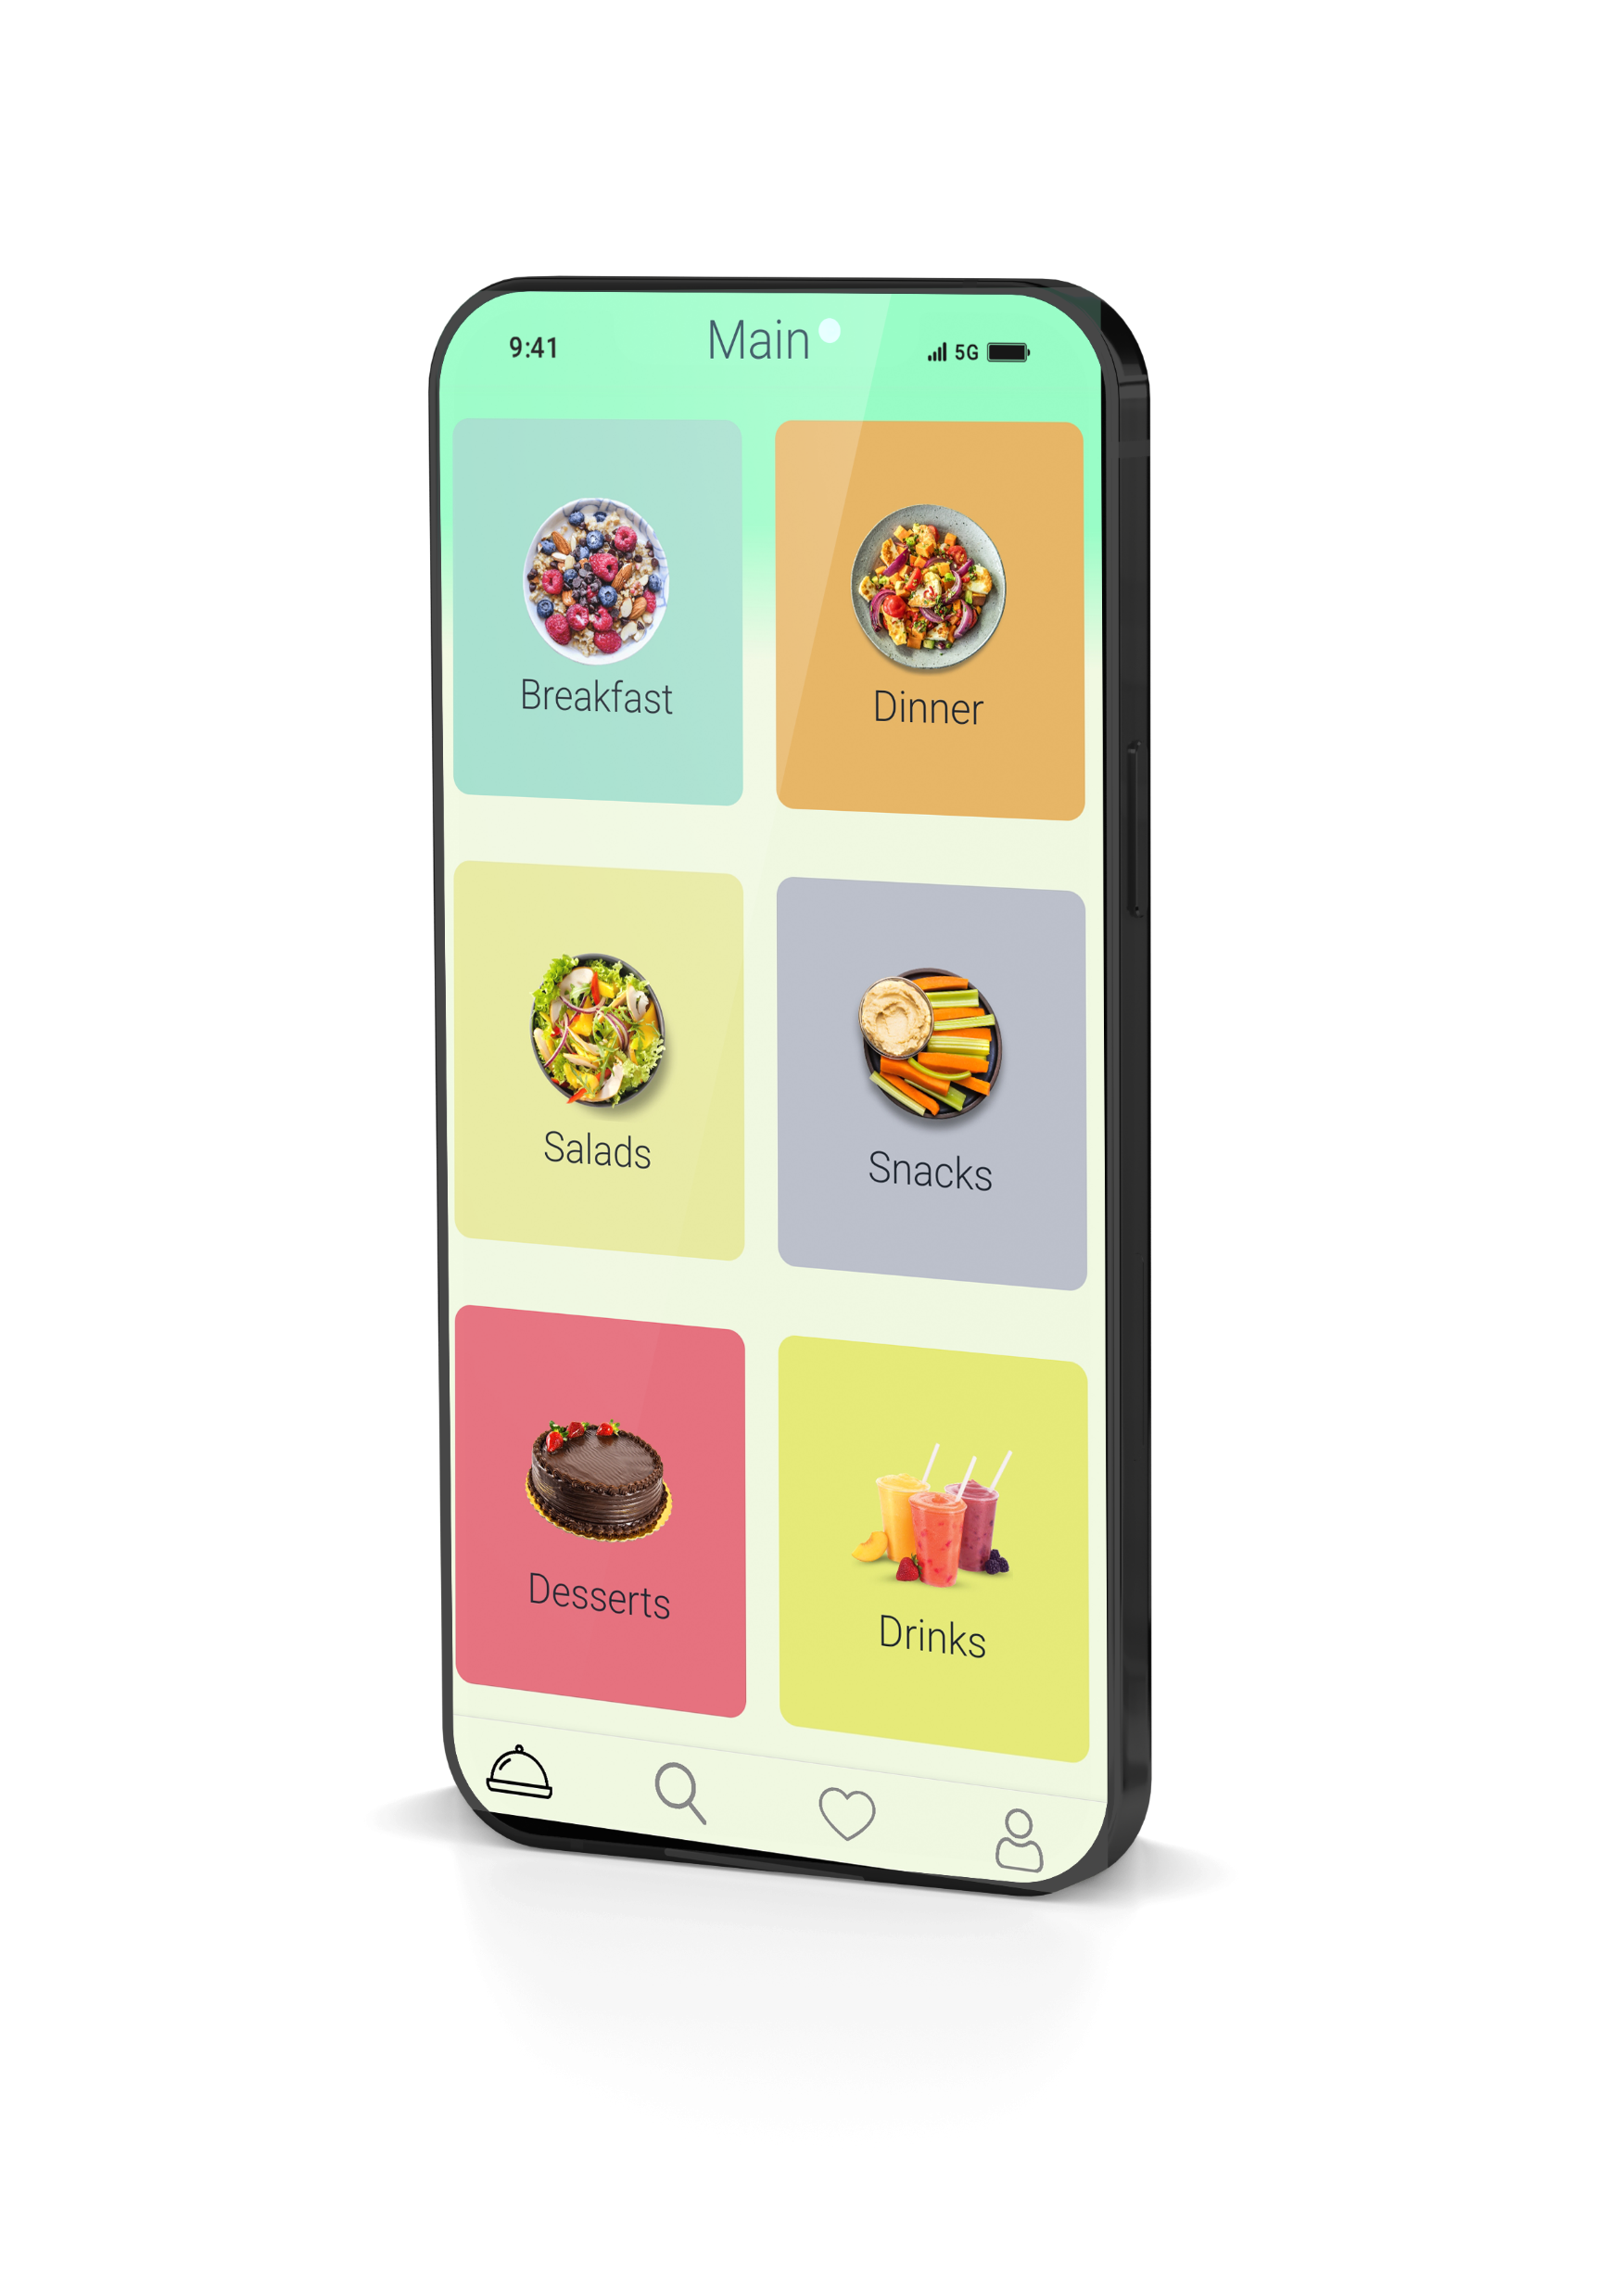 9:41 Main 5G
Breakfast
Dinner
Salads
Snacks
Desserts
Drinks